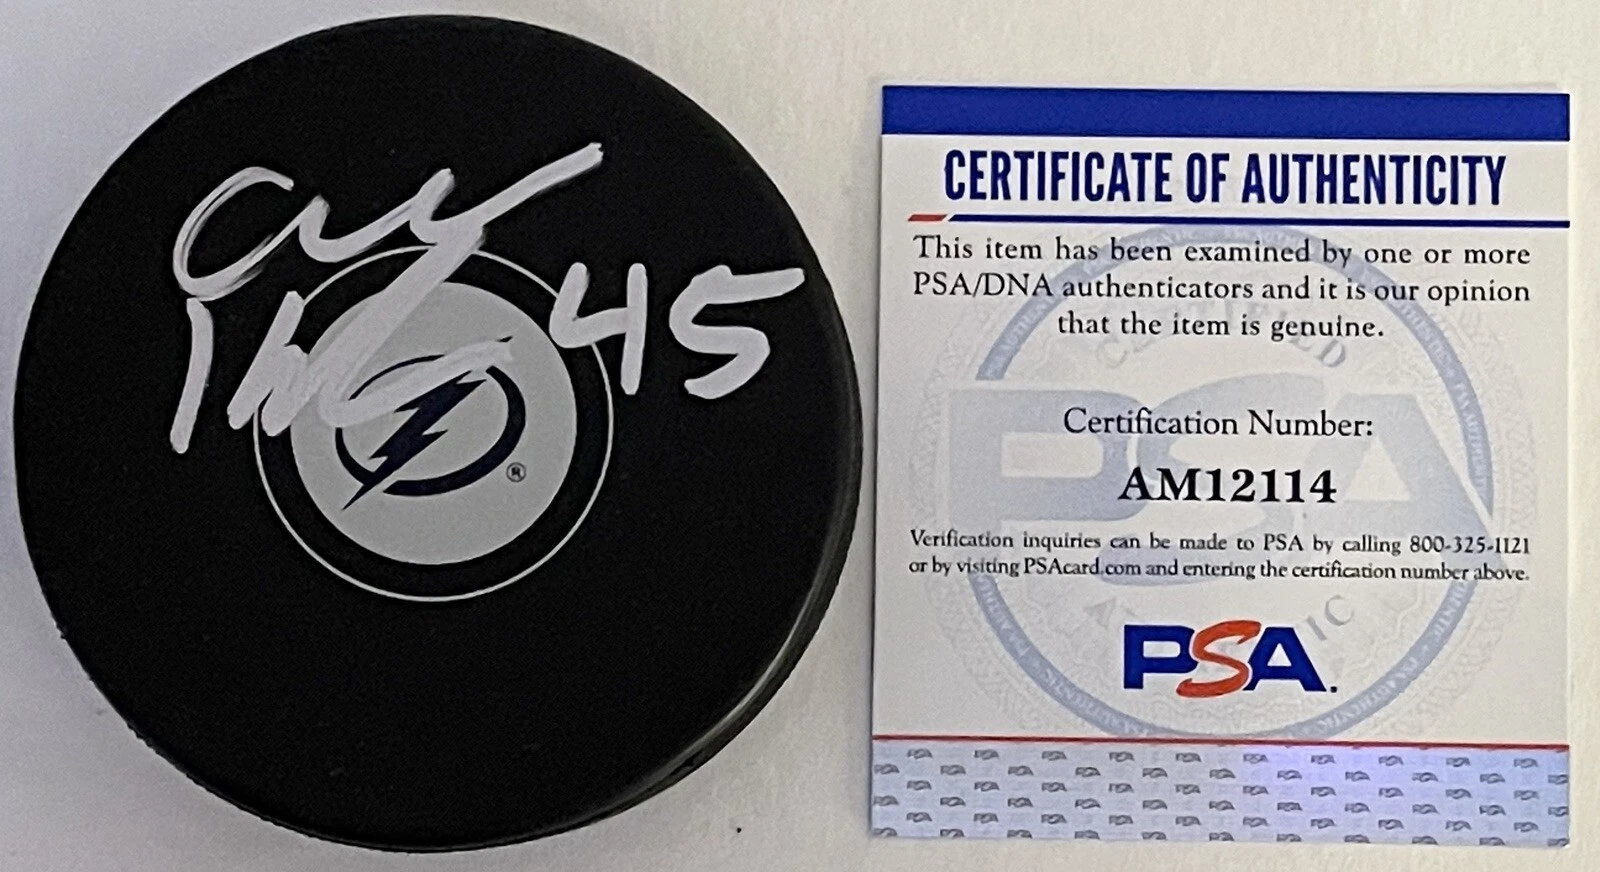 45
®
CERTIFICATE OF AUTHENTICITY
This item has been examined by one or more
PSA/DNA authenticators and it is our opinion
that the item is genuine.
Certification Number:
AM12114
Verification inquiries can be made to PSA by calling 800-325-1121
or by visiting PSAcard.com and entering the certification number above.
PSA